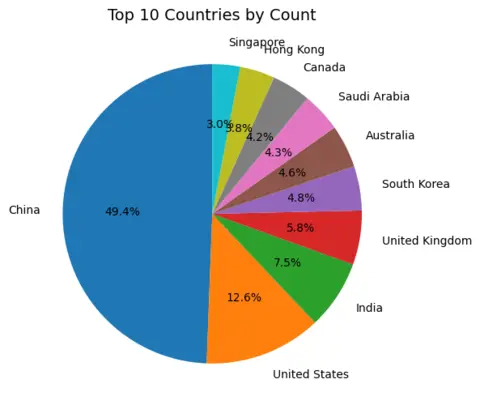 Top 10 Countries by Count
Singapore
Hong Kong
Canada
Saudi Arabia
Australia
South Korea
United Kingdom
India
United States
China
3.0%
3.8%
4.2%
4.3%
4.6%
4.8%
5.8%
7.5%
12.6%
49.4%